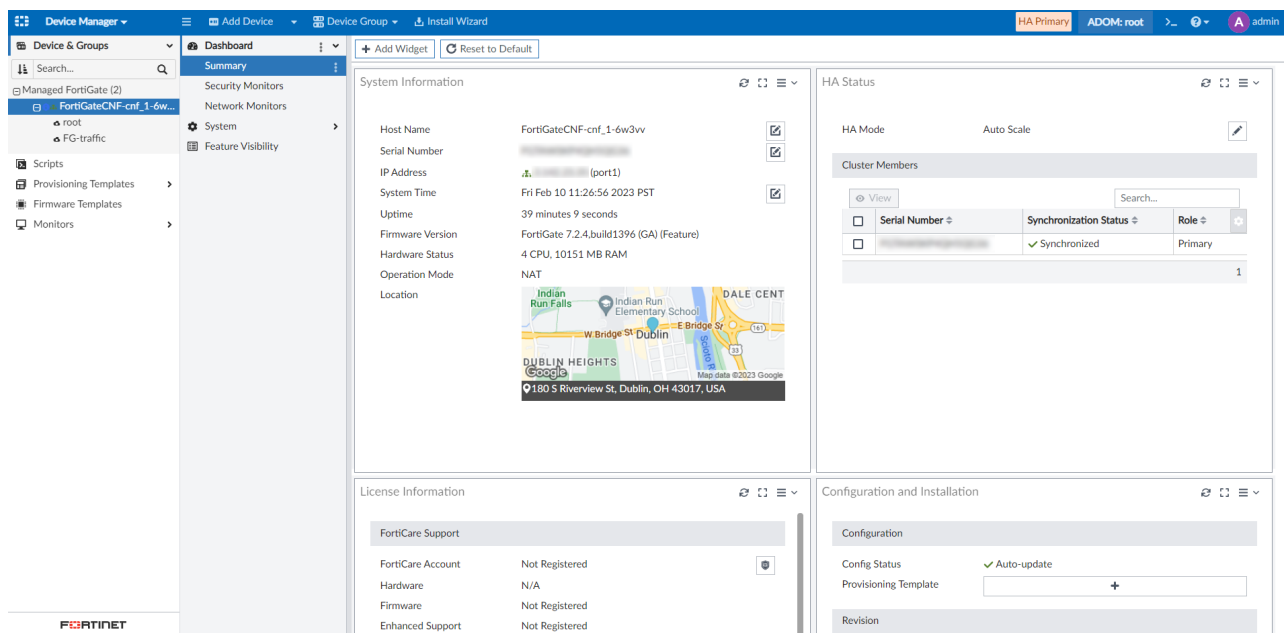 Device Manager
Add Device
Device Group
Install Wizard
HA Primary
ADOM: root
>_
A
admin
Device & Groups
Search...
Managed FortiGate (2)
FortiGateCNF-cnf_1-6w...
root
FG-traffic
Scripts
Provisioning Templates
Firmware Templates
Monitors
FORTINET
Dashboard
Summary
Security Monitors
Network Monitors
System
Feature Visibility
+ Add Widget
Reset to Default
System Information
Host Name FortiGateCNF-cnf_1-6w3vv
Serial Number
IP Address (port1)
System Time Fri Feb 10 11:26:56 2023 PST
Uptime 39 minutes 9 seconds
Firmware Version FortiGate 7.2.4,build1396 (GA) (Feature)
Hardware Status 4 CPU, 10151 MB RAM
Operation Mode NAT
Location
Indian Run Falls
Indian Run Elementary School
DALE CENT
W Bridge St
Dublin
E Bridge St
161
33
Scioto R
DUBLIN HEIGHTS
Google
Map data ©2023 Google
180 S Riverview St, Dublin, OH 43017, USA
HA Status
HA Mode Auto Scale
Cluster Members
View
Search...
Serial Number Synchronization Status Role
Synchronized Primary
1
License Information
FortiCare Support
FortiCare Account Not Registered
Hardware N/A
Firmware Not Registered
Enhanced Support Not Registered
Configuration and Installation
Configuration
Config Status Auto-update
Provisioning Template +
Revision